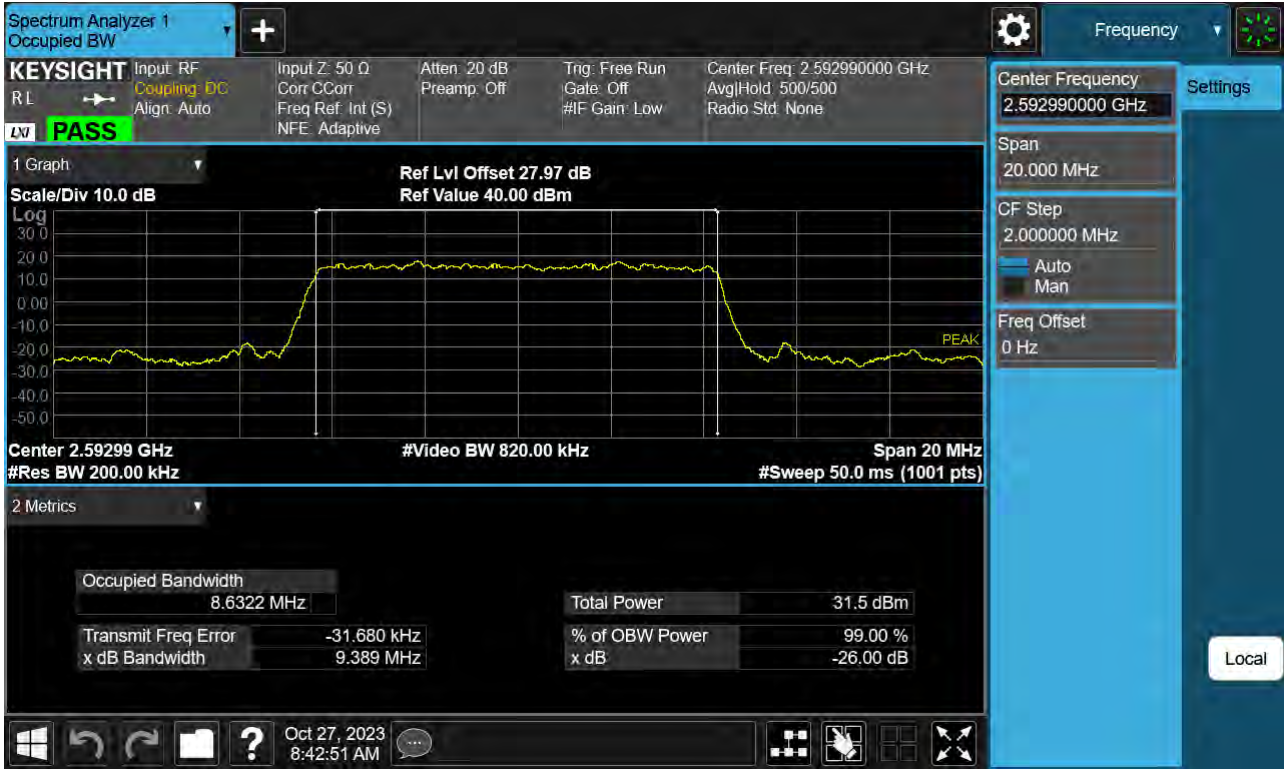 Spectrum Analyzer 1
Occupied BW
Frequency
KEYSIGHT
R L
LXI
PASS
Input: RF
Coupling: DC
Align: Auto
Input Z: 50 Ω
Corr CCorr
Freq Ref: Int (S)
NFE: Adaptive
Atten: 20 dB
Preamp: Off
Trig: Free Run
Gate: Off
#IF Gain: Low
Center Freq: 2.592990000 GHz
Avg|Hold: 500/500
Radio Std: None
Center Frequency
2.592990000 GHz
Settings
Span
20.000 MHz
CF Step
2.000000 MHz
Auto
Man
Freq Offset
0 Hz
Local
1 Graph
Scale/Div 10.0 dB
Ref Lvl Offset 27.97 dB
Ref Value 40.00 dBm
Log
30.0
20.0
10.0
0.00
-10.0
-20.0
-30.0
-40.0
-50.0
PEAK
Center 2.59299 GHz
#Video BW 820.00 kHz
Span 20 MHz
#Res BW 200.00 kHz
#Sweep 50.0 ms (1001 pts)
2 Metrics
Occupied Bandwidth
8.6322 MHz
Total Power 31.5 dBm
Transmit Freq Error -31.680 kHz
% of OBW Power 99.00 %
x dB Bandwidth 9.389 MHz
x dB -26.00 dB
?
Oct 27, 2023
8:42:51 AM